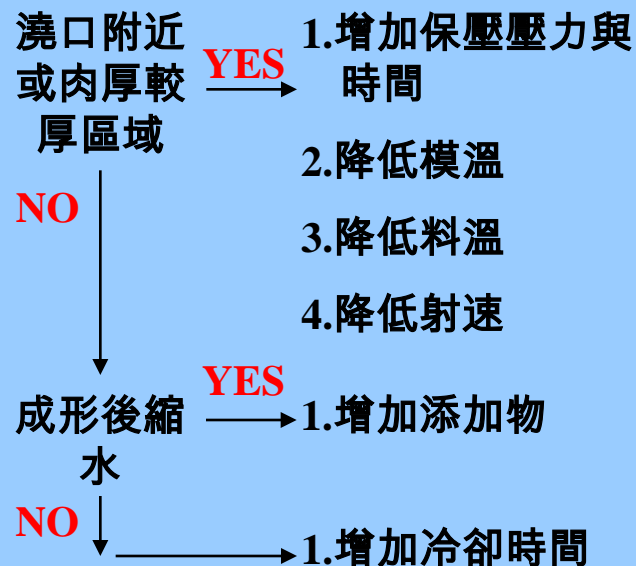 澆口附近
或肉厚較
厚區域
YES
1.增加保壓壓力與
時間
2.降低模溫
3.降低料溫
4.降低射速
NO
成形後縮
水
YES
1.增加添加物
NO
1.增加冷卻時間